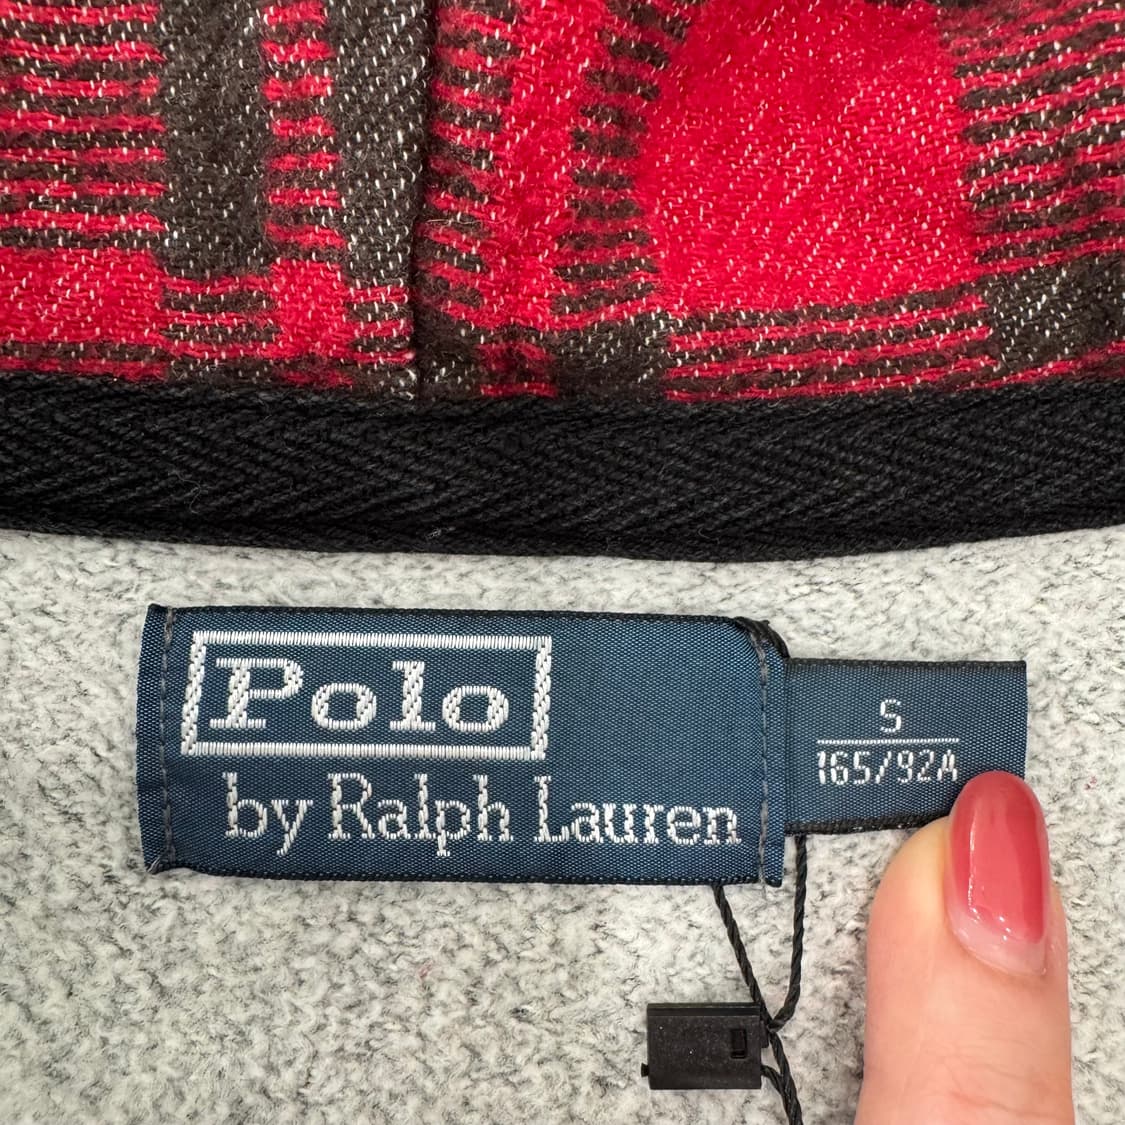 Polo
by Ralph Lauren
S
165/92A